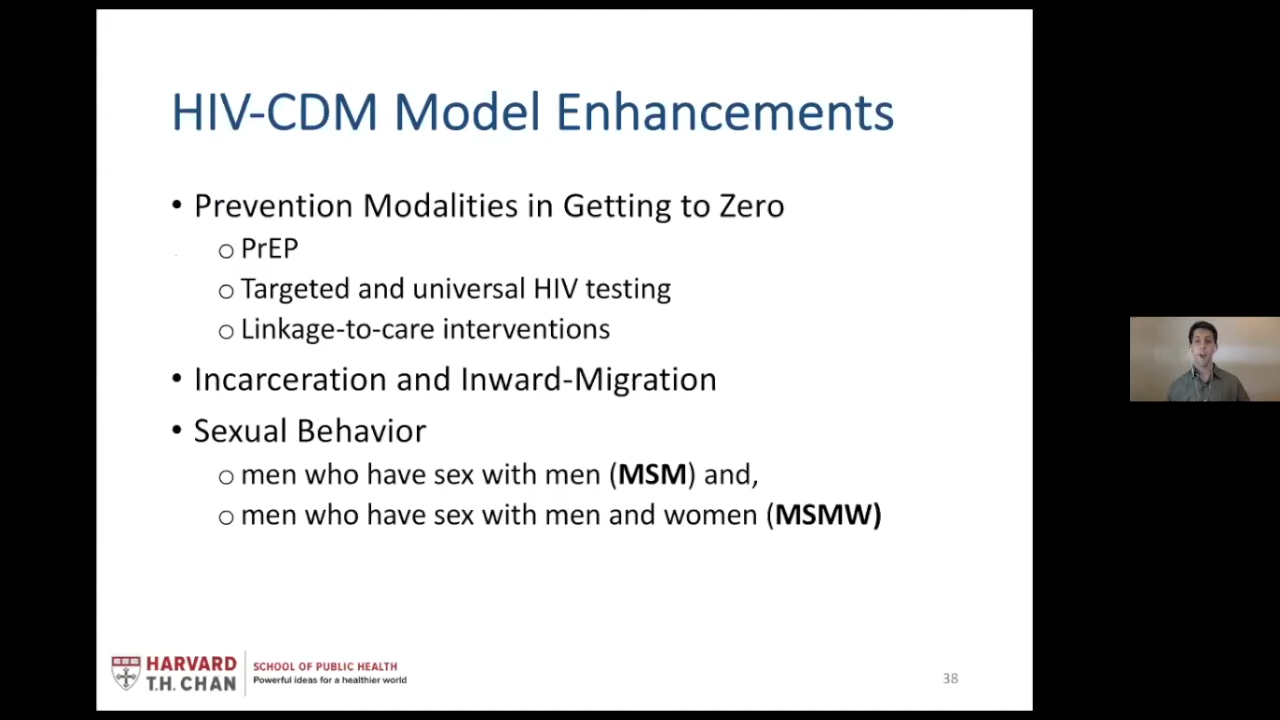 HIV-CDM Model Enhancements
• Prevention Modalities in Getting to Zero
o PrEP
o Targeted and universal HIV testing
o Linkage-to-care interventions
• Incarceration and Inward-Migration
• Sexual Behavior
o men who have sex with men (MSM) and,
o men who have sex with men and women (MSMW)
HARVARD
T.H. CHAN
SCHOOL OF PUBLIC HEALTH
Powerful ideas for a healthier world
38